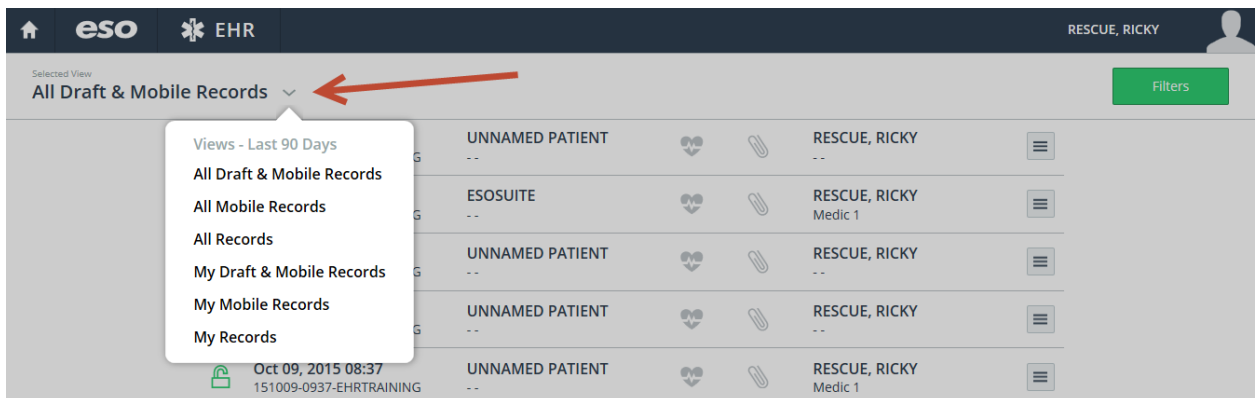 eso EHR RESCUE, RICKY
Selected View
All Draft & Mobile Records
Filters
Views - Last 90 Days
All Draft & Mobile Records
All Mobile Records
All Records
My Draft & Mobile Records
My Mobile Records
My Records
G UNNAMED PATIENT RESCUE, RICKY
- - - -
G ESOSUITE RESCUE, RICKY
- - Medic 1
G UNNAMED PATIENT RESCUE, RICKY
- - - -
G UNNAMED PATIENT RESCUE, RICKY
- - - -
Oct 09, 2015 08:37 UNNAMED PATIENT RESCUE, RICKY
151009-0937-EHRTRAINING - - Medic 1